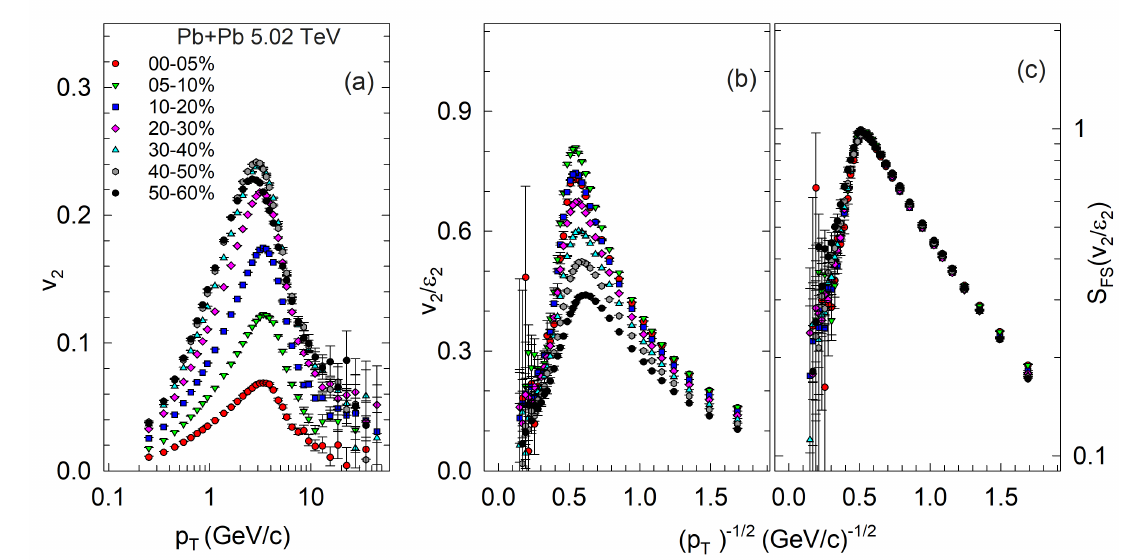 Pb+Pb 5.02 TeV
00-05%
05-10%
10-20%
20-30%
30-40%
40-50%
50-60%
(a)
0.3
0.2
0.1
0.0
v2
0.1 1 10
pT (GeV/c)
(b)
0.9
0.6
0.3
0.0
v2/ε2
0.0 0.5 1.0 1.5
(c)
1
0.1
SFS(v2/ε2)
0.0 0.5 1.0 1.5
(pT )-1/2 (GeV/c)-1/2